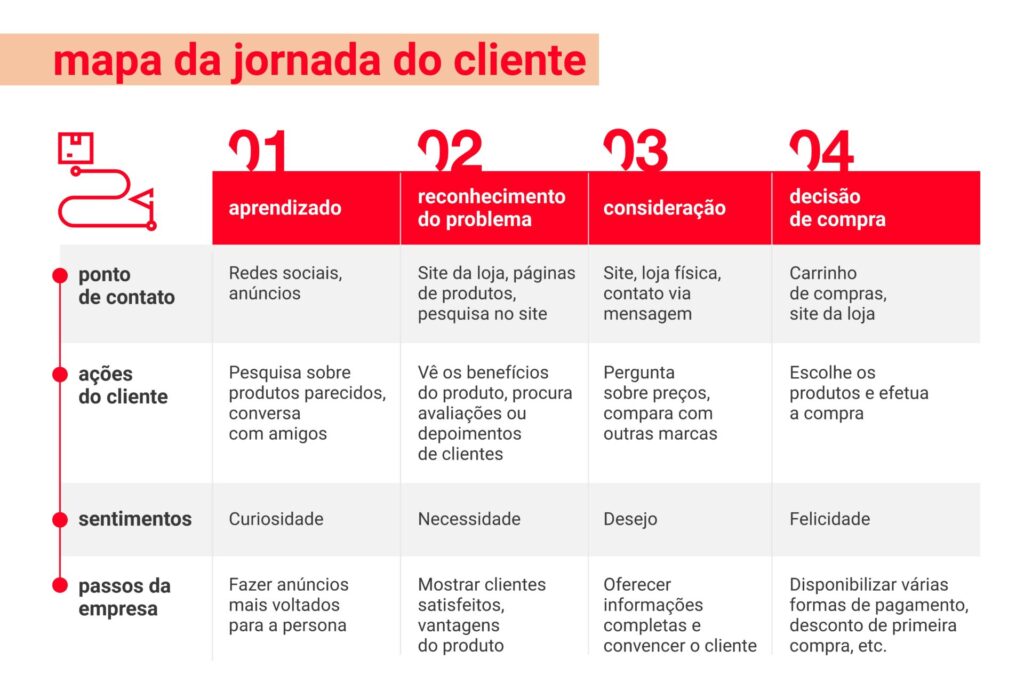 mapa da jornada do cliente
01
02
03
04
aprendizado
reconhecimento
do problema
consideração
decisão
de compra
ponto
de contato
Redes sociais,
anúncios
Site da loja, páginas
de produtos,
pesquisa no site
Site, loja física,
contato via
mensagem
Carrinho
de compras,
site da loja
ações
do cliente
Pesquisa sobre
produtos parecidos,
conversa
com amigos
Vê os benefícios
do produto, procura
avaliações ou
depoimentos
de clientes
Pergunta
sobre preços,
compara com
outras marcas
Escolhe os
produtos e efetua
a compra
sentimentos
Curiosidade
Necessidade
Desejo
Felicidade
passos da
empresa
Fazer anúncios
mais voltados
para a persona
Mostrar clientes
satisfeitos,
vantagens
do produto
Oferecer
informações
completas e
convencer o cliente
Disponibilizar várias
formas de pagamento,
desconto de primeira
compra, etc.